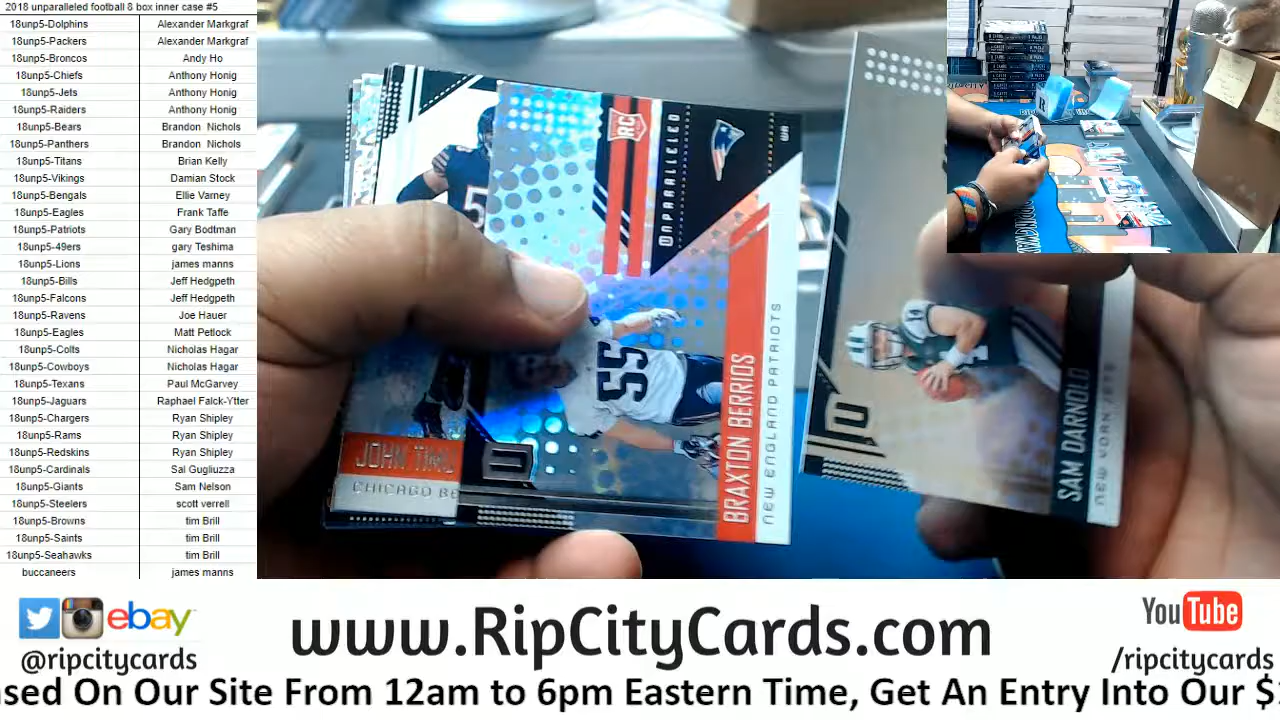 2018 unparalleled football 8 box inner case #5
18unp5-Dolphins Alexander Markgraf
18unp5-Packers Alexander Markgraf
18unp5-Broncos Andy Ho
18unp5-Chiefs Anthony Honig
18unp5-Jets Anthony Honig
18unp5-Raiders Anthony Honig
18unp5-Bears Brandon Nichols
18unp5-Panthers Brandon Nichols
18unp5-Titans Brian Kelly
18unp5-Vikings Damian Stock
18unp5-Bengals Ellie Varney
18unp5-Eagles Frank Taffe
18unp5-Patriots Gary Bodtman
18unp5-49ers gary Teshima
18unp5-Lions james manns
18unp5-Bills Jeff Hedgpeth
18unp5-Falcons Jeff Hedgpeth
18unp5-Ravens Joe Hauer
18unp5-Eagles Matt Petlock
18unp5-Colts Nicholas Hagar
18unp5-Cowboys Nicholas Hagar
18unp5-Texans Paul McGarvey
18unp5-Jaguars Raphael Falck-Ytter
18unp5-Chargers Ryan Shipley
18unp5-Rams Ryan Shipley
18unp5-Redskins Ryan Shipley
18unp5-Cardinals Sal Gugliuzza
18unp5-Giants Sam Nelson
18unp5-Steelers scott verrell
18unp5-Browns tim Brill
18unp5-Saints tim Brill
18unp5-Seahawks tim Brill
buccaneers james manns
JOHN
CHICAGO BE
5
RC
UNPARALLELED
WR
55
BRAXTON BERRIOS
NEW ENGLAND PATRIOTS
SAM DARNOLD
NEW YORK JETS
ebay
@ripcitycards
www.RipCityCards.com
YouTube
/ripcitycards
ased On Our Site From 12am to 6pm Eastern Time, Get An Entry Into Our $